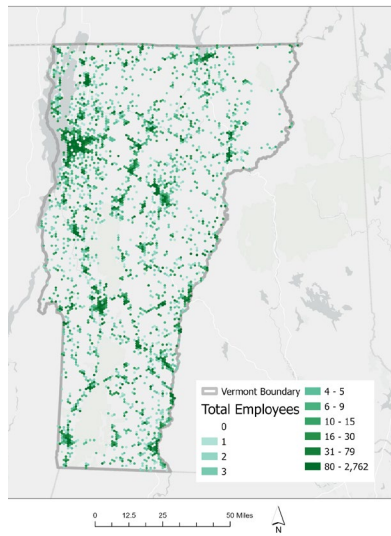 Vermont Boundary
Total Employees
0
1
2
3
4 - 5
6 - 9
10 - 15
16 - 30
31 - 79
80 - 2,762
0 12.5 25 50 Miles
N